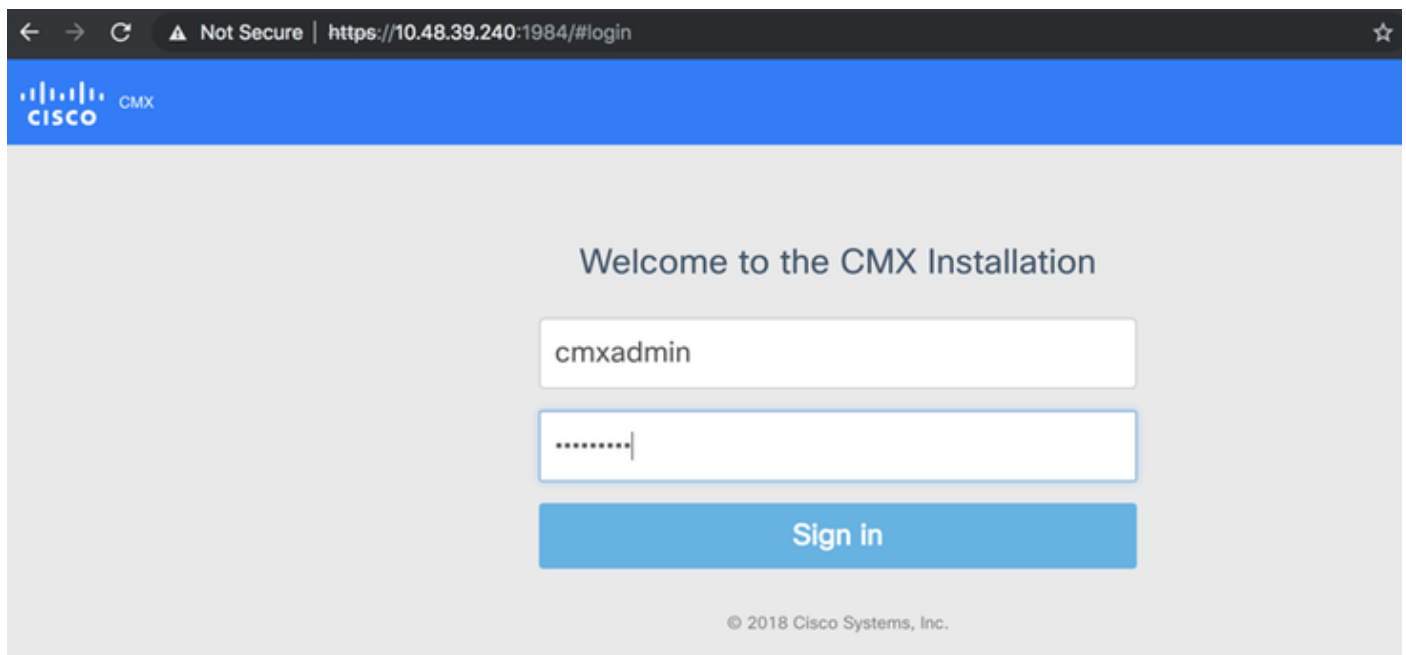 Not Secure | https://10.48.39.240:1984/#login
CISCO CMX
Welcome to the CMX Installation
cmxadmin
•••••••••
Sign in
© 2018 Cisco Systems, Inc.